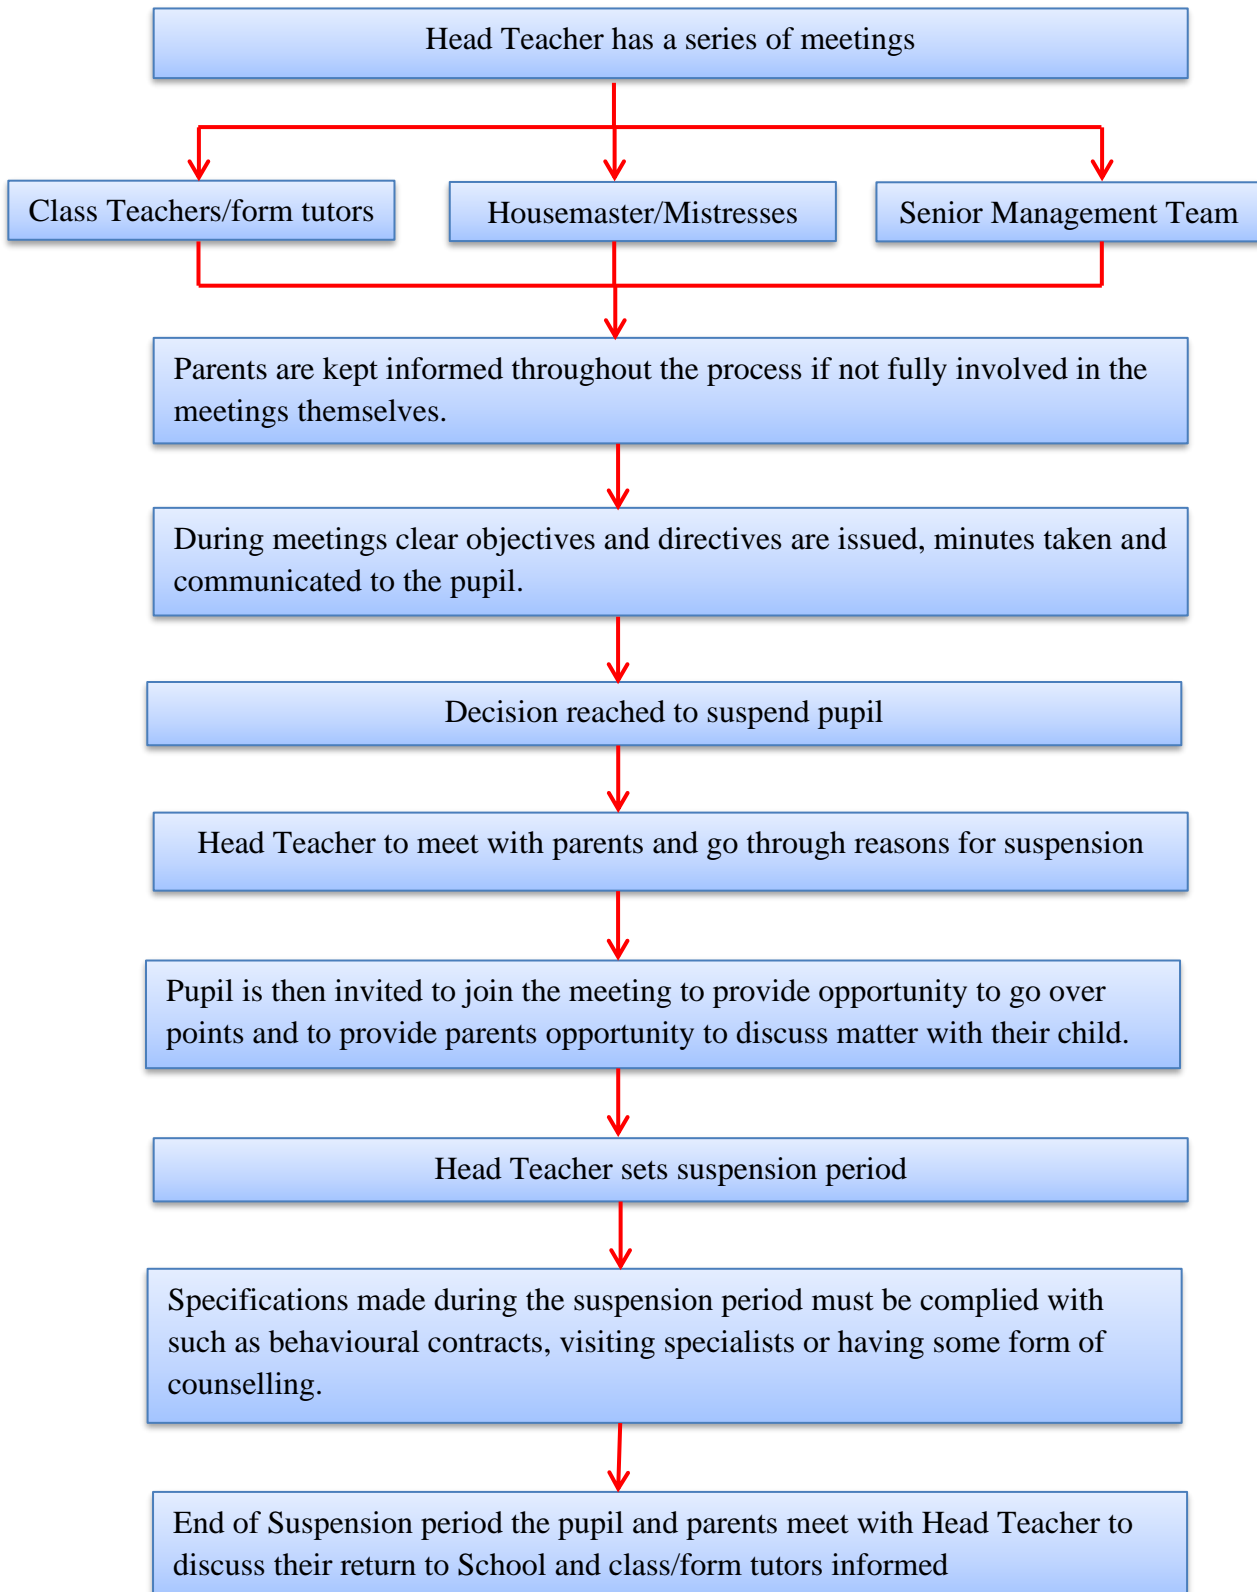 Head Teacher has a series of meetings
Class Teachers/form tutors
Housemaster/Mistresses
Senior Management Team
Parents are kept informed throughout the process if not fully involved in the
meetings themselves.
During meetings clear objectives and directives are issued, minutes taken and
communicated to the pupil.
Decision reached to suspend pupil
Head Teacher to meet with parents and go through reasons for suspension
Pupil is then invited to join the meeting to provide opportunity to go over
points and to provide parents opportunity to discuss matter with their child.
Head Teacher sets suspension period
Specifications made during the suspension period must be complied with
such as behavioural contracts, visiting specialists or having some form of
counselling.
End of Suspension period the pupil and parents meet with Head Teacher to
discuss their return to School and class/form tutors informed